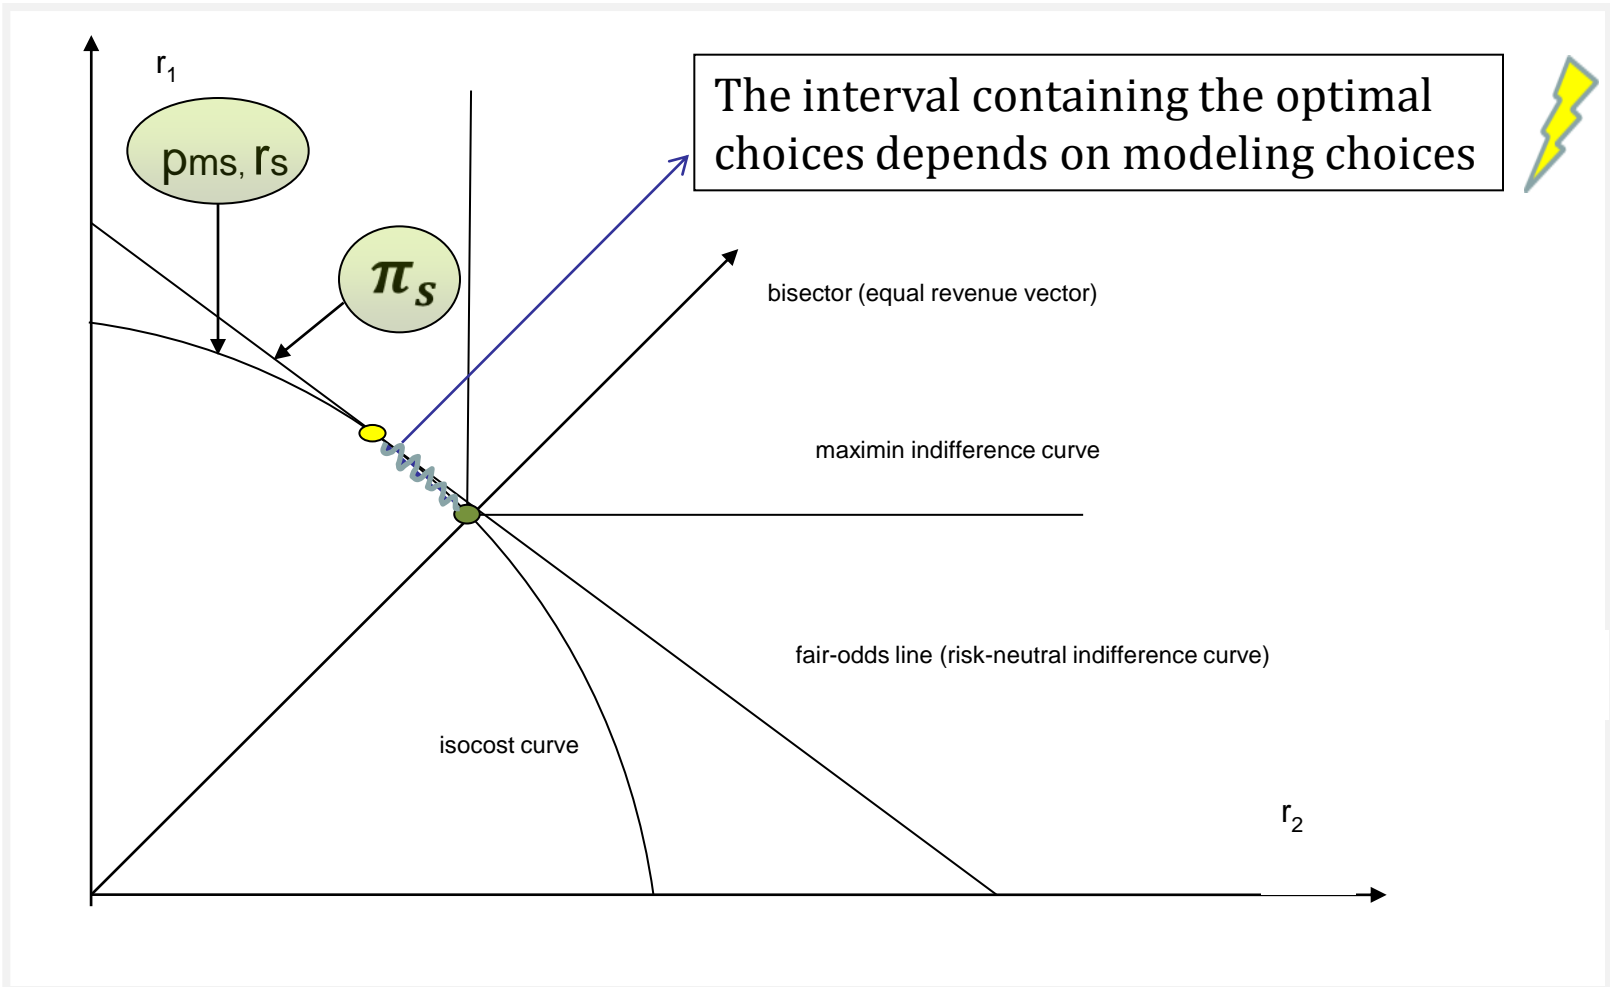 r₁
The interval containing the optimal
choices depends on modeling choices
pms, rs
πs
bisector (equal revenue vector)
maximin indifference curve
fair-odds line (risk-neutral indifference curve)
isocost curve
r₂